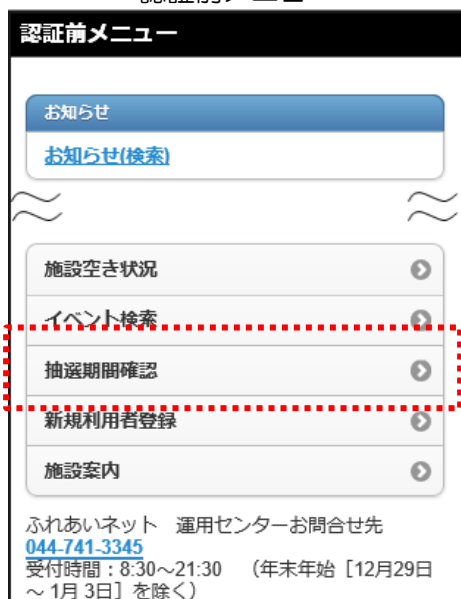 認証前メニュー
お知らせ
お知らせ(検索)
施設空き状況
イベント検索
抽選期間確認
新規利用者登録
施設案内
ふれあいネット　運用センターお問合せ先
044-741-3345
受付時間：8:30～21:30　（年末年始［12月29日
～ 1月 3日］を除く）